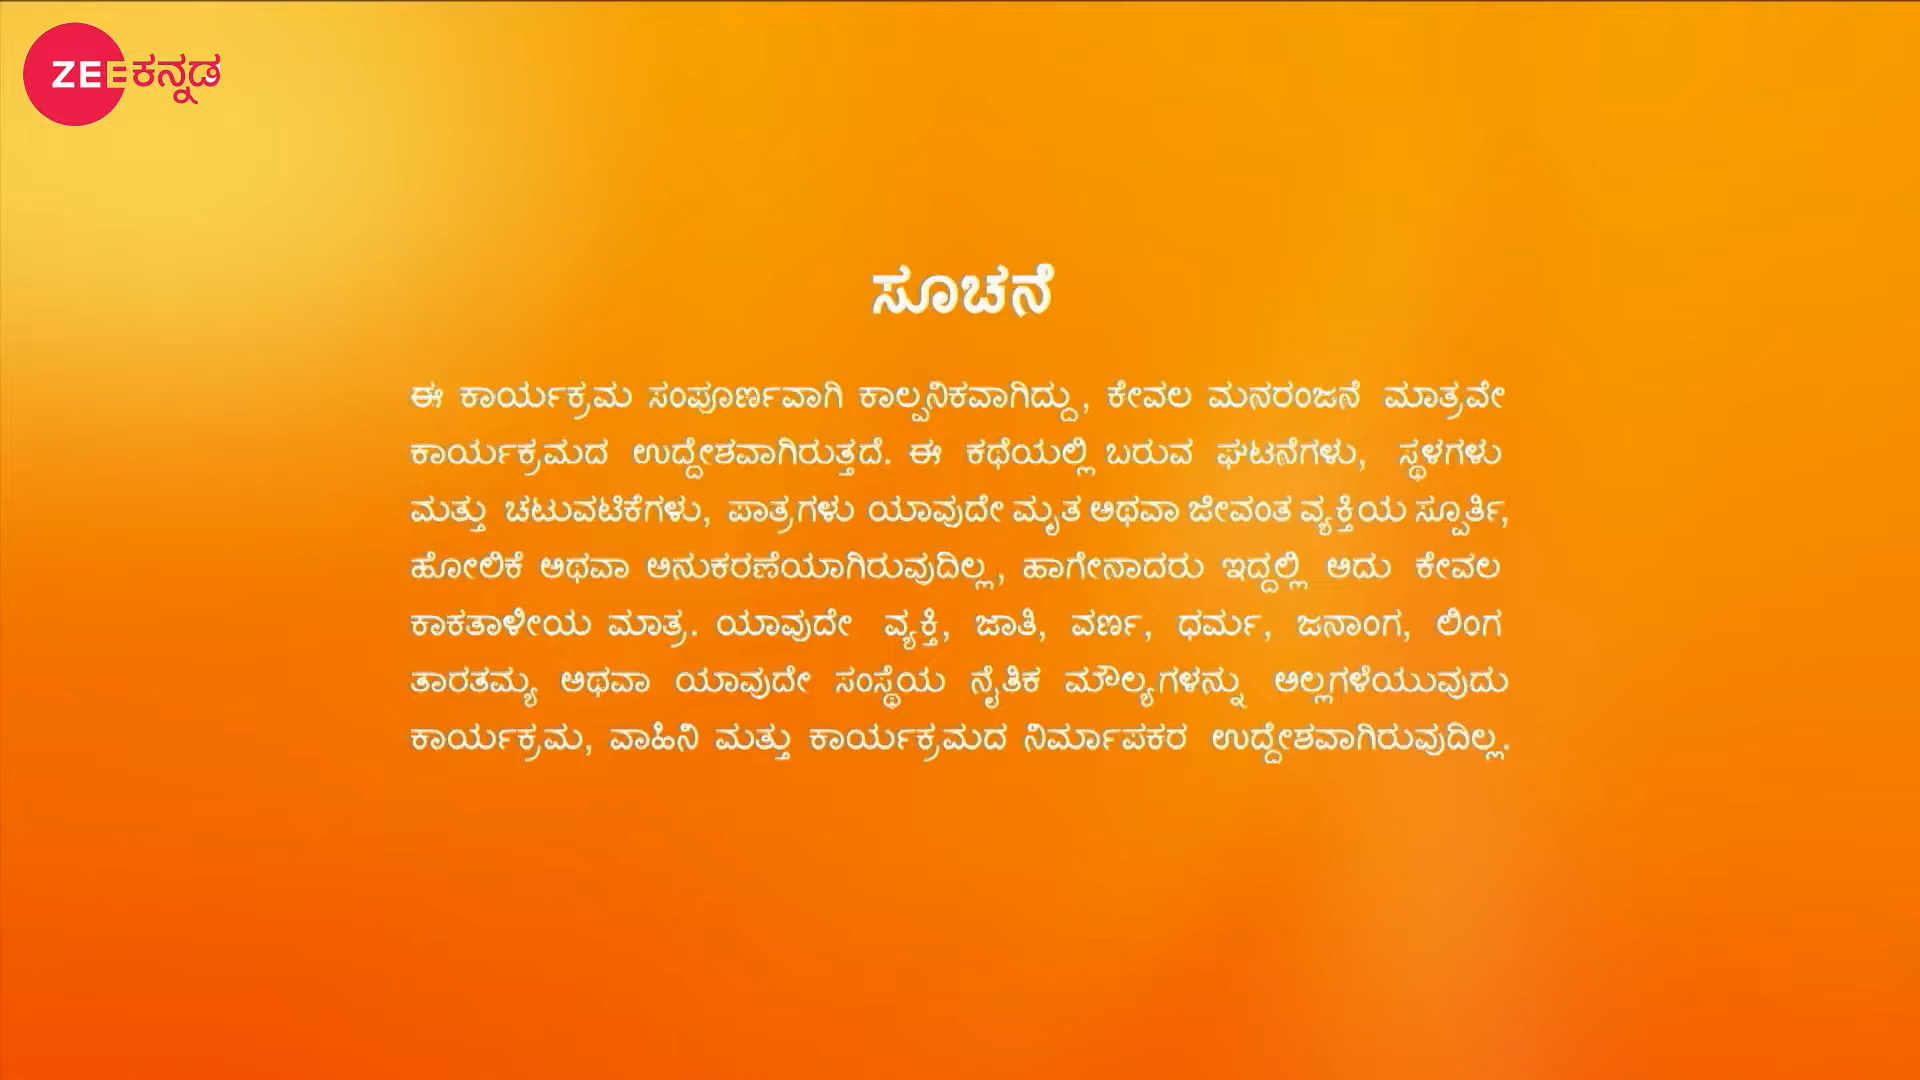 ZEEಕನ್ನಡ
ಸೂಚನೆ
ಈ ಕಾರ್ಯಕ್ರಮ ಸಂಪೂರ್ಣವಾಗಿ ಕಾಲ್ಪನಿಕವಾಗಿದ್ದು, ಕೇವಲ ಮನರಂಜನೆ ಮಾತ್ರವೇ
ಕಾರ್ಯಕ್ರಮದ ಉದ್ದೇಶವಾಗಿರುತ್ತದೆ. ಈ ಕಥೆಯಲ್ಲಿ ಬರುವ ಘಟನೆಗಳು, ಸ್ಥಳಗಳು
ಮತ್ತು ಚಟುವಟಿಕೆಗಳು, ಪಾತ್ರಗಳು ಯಾವುದೇ ಮೃತ ಅಥವಾ ಜೀವಂತ ವ್ಯಕ್ತಿಯ ಸ್ಪೂರ್ತಿ,
ಹೋಲಿಕೆ ಅಥವಾ ಅನುಕರಣೆಯಾಗಿರುವುದಿಲ್ಲ, ಹಾಗೇನಾದರು ಇದ್ದಲ್ಲಿ ಅದು ಕೇವಲ
ಕಾಕತಾಳೀಯ ಮಾತ್ರ. ಯಾವುದೇ ವ್ಯಕ್ತಿ, ಜಾತಿ, ವರ್ಣ, ಧರ್ಮ, ಜನಾಂಗ, ಲಿಂಗ
ತಾರತಮ್ಯ ಅಥವಾ ಯಾವುದೇ ಸಂಸ್ಥೆಯ ನೈತಿಕ ಮೌಲ್ಯಗಳನ್ನು ಅಲ್ಲಗಳೆಯುವುದು
ಕಾರ್ಯಕ್ರಮ, ವಾಹಿನಿ ಮತ್ತು ಕಾರ್ಯಕ್ರಮದ ನಿರ್ಮಾಪಕರ ಉದ್ದೇಶವಾಗಿರುವುದಿಲ್ಲ.